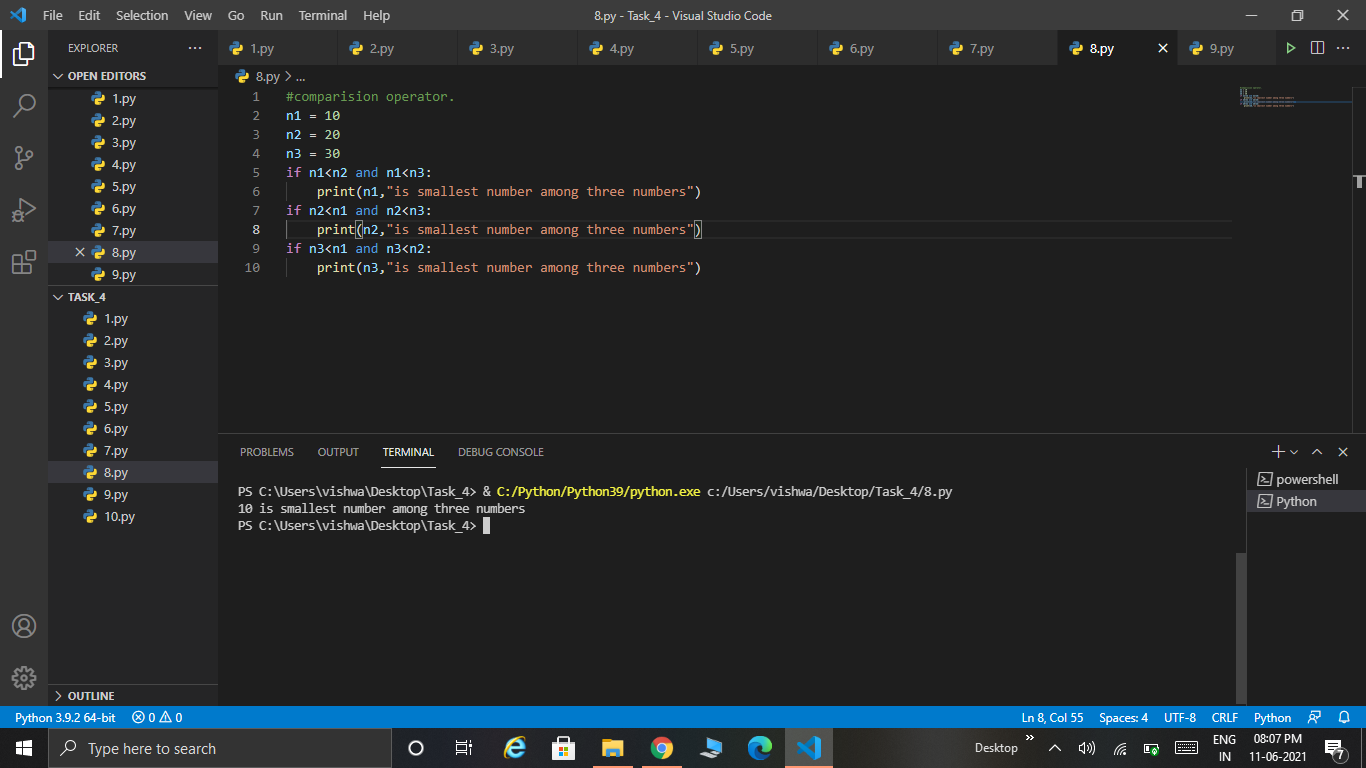 File Edit Selection View Go Run Terminal Help 8.py - Task_4 - Visual Studio Code
EXPLORER ···
OPEN EDITORS
1.py
2.py
3.py
4.py
5.py
6.py
7.py
8.py
9.py
TASK_4
1.py
2.py
3.py
4.py
5.py
6.py
7.py
8.py
9.py
10.py
OUTLINE
1.py 2.py 3.py 4.py 5.py 6.py 7.py 8.py 9.py ···
8.py > ...
1 #comparision operator.
2 n1 = 10
3 n2 = 20
4 n3 = 30
5 if n1<n2 and n1<n3:
6 print(n1,"is smallest number among three numbers")
7 if n2<n1 and n2<n3:
8 print(n2,"is smallest number among three numbers")
9 if n3<n1 and n3<n2:
10 print(n3,"is smallest number among three numbers")
PROBLEMS OUTPUT TERMINAL DEBUG CONSOLE
PS C:\Users\vishwa\Desktop\Task_4> & C:/Python/Python39/python.exe c:/Users/vishwa/Desktop/Task_4/8.py
10 is smallest number among three numbers
PS C:\Users\vishwa\Desktop\Task_4>
powershell
Python
Python 3.9.2 64-bit 0 0 Ln 8, Col 55 Spaces: 4 UTF-8 CRLF Python
Type here to search
Desktop
ENG
IN
08:07 PM
11-06-2021
7